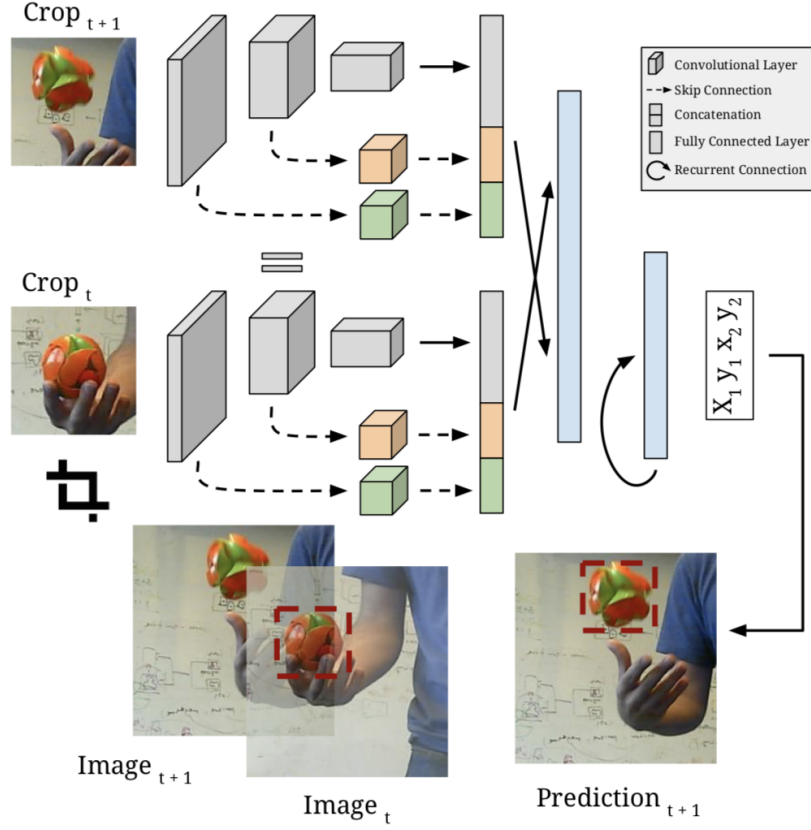 Crop t + 1
Convolutional Layer
Skip Connection
Concatenation
Fully Connected Layer
Recurrent Connection
Crop t
X1 y1 x2 y2
Image t + 1
Image t
Prediction t + 1